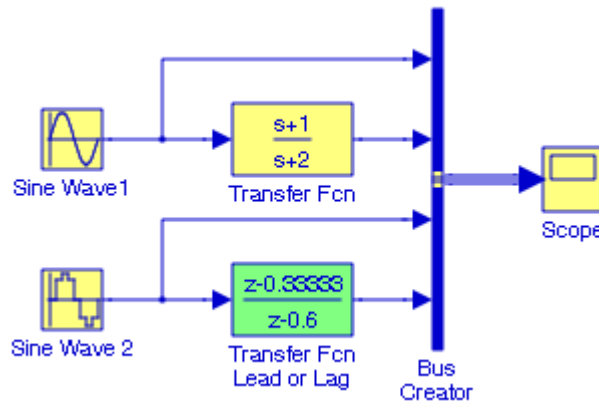 s+1
s+2
Sine Wave1
Transfer Fcn
Scope
z-0.33333
z-0.6
Sine Wave 2
Transfer Fcn
Lead or Lag
Bus
Creator